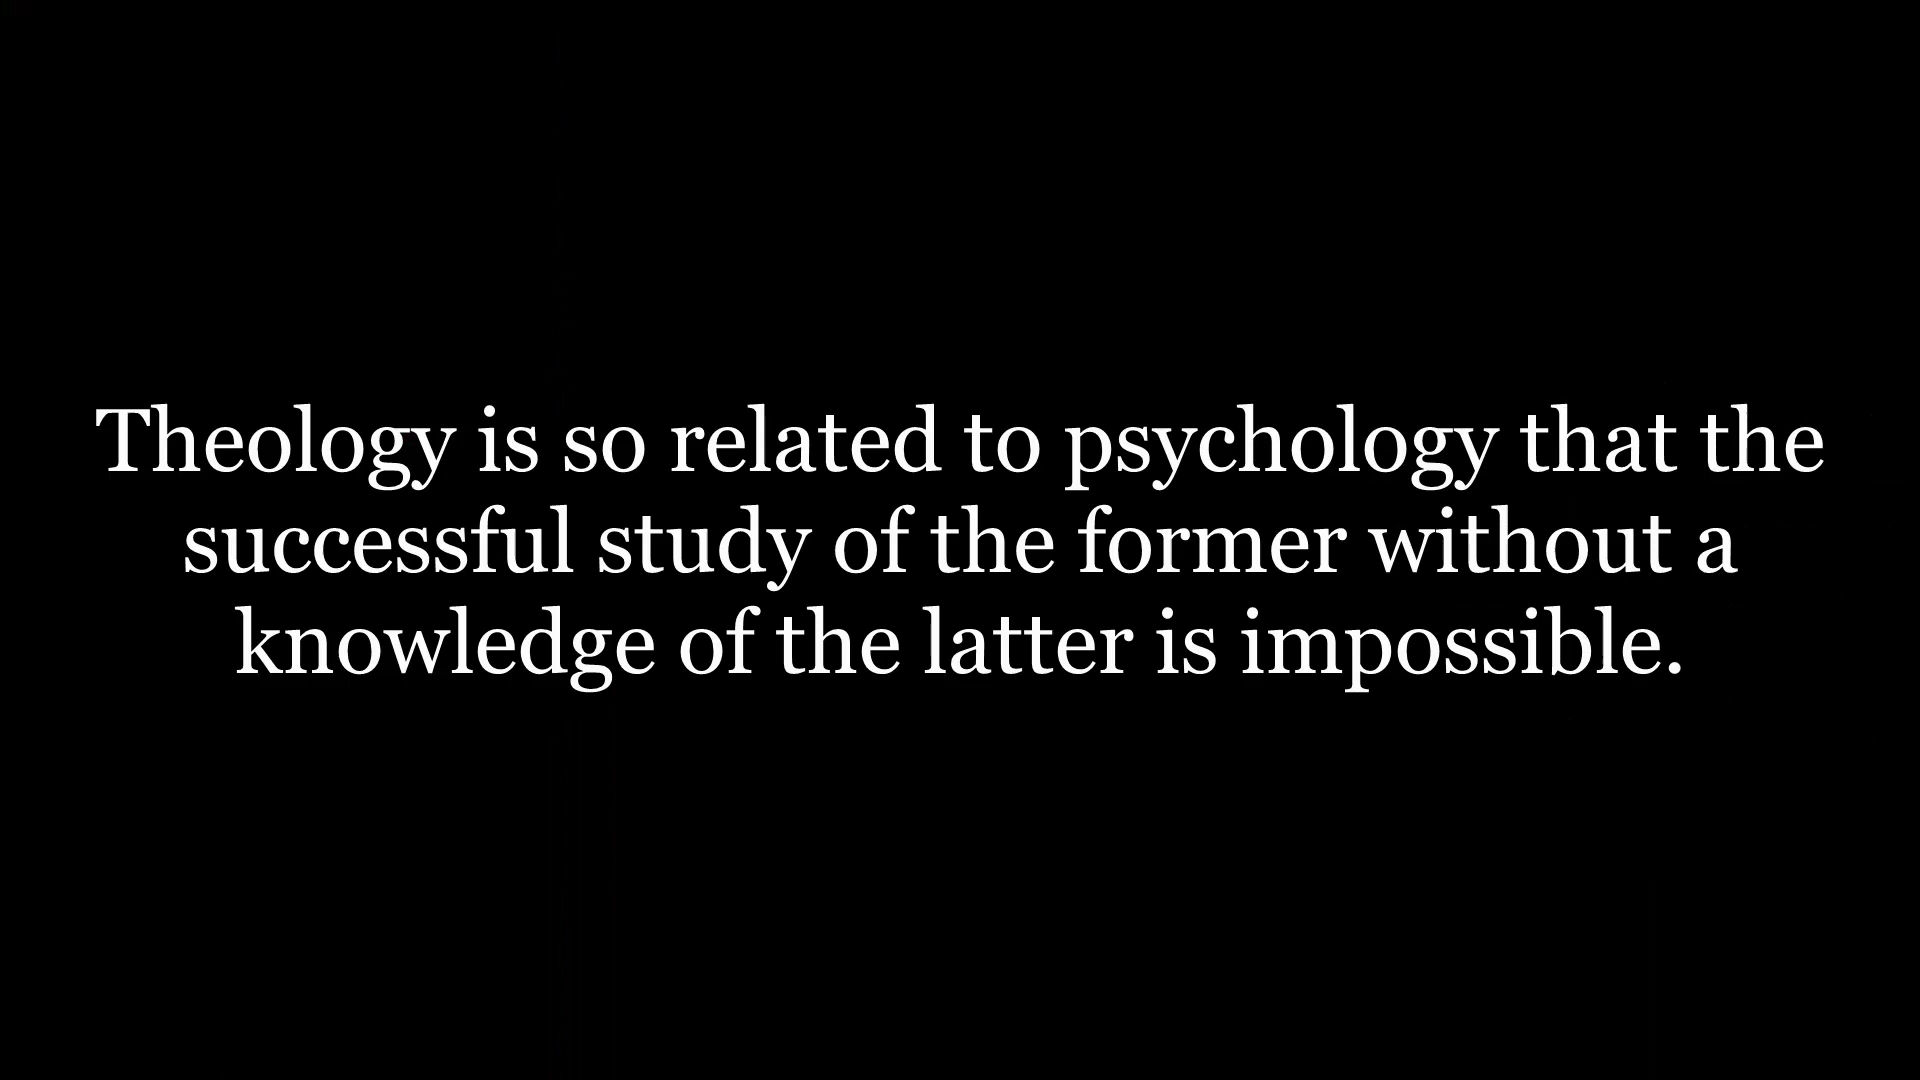 Theology is so related to psychology that the
successful study of the former without a
knowledge of the latter is impossible.